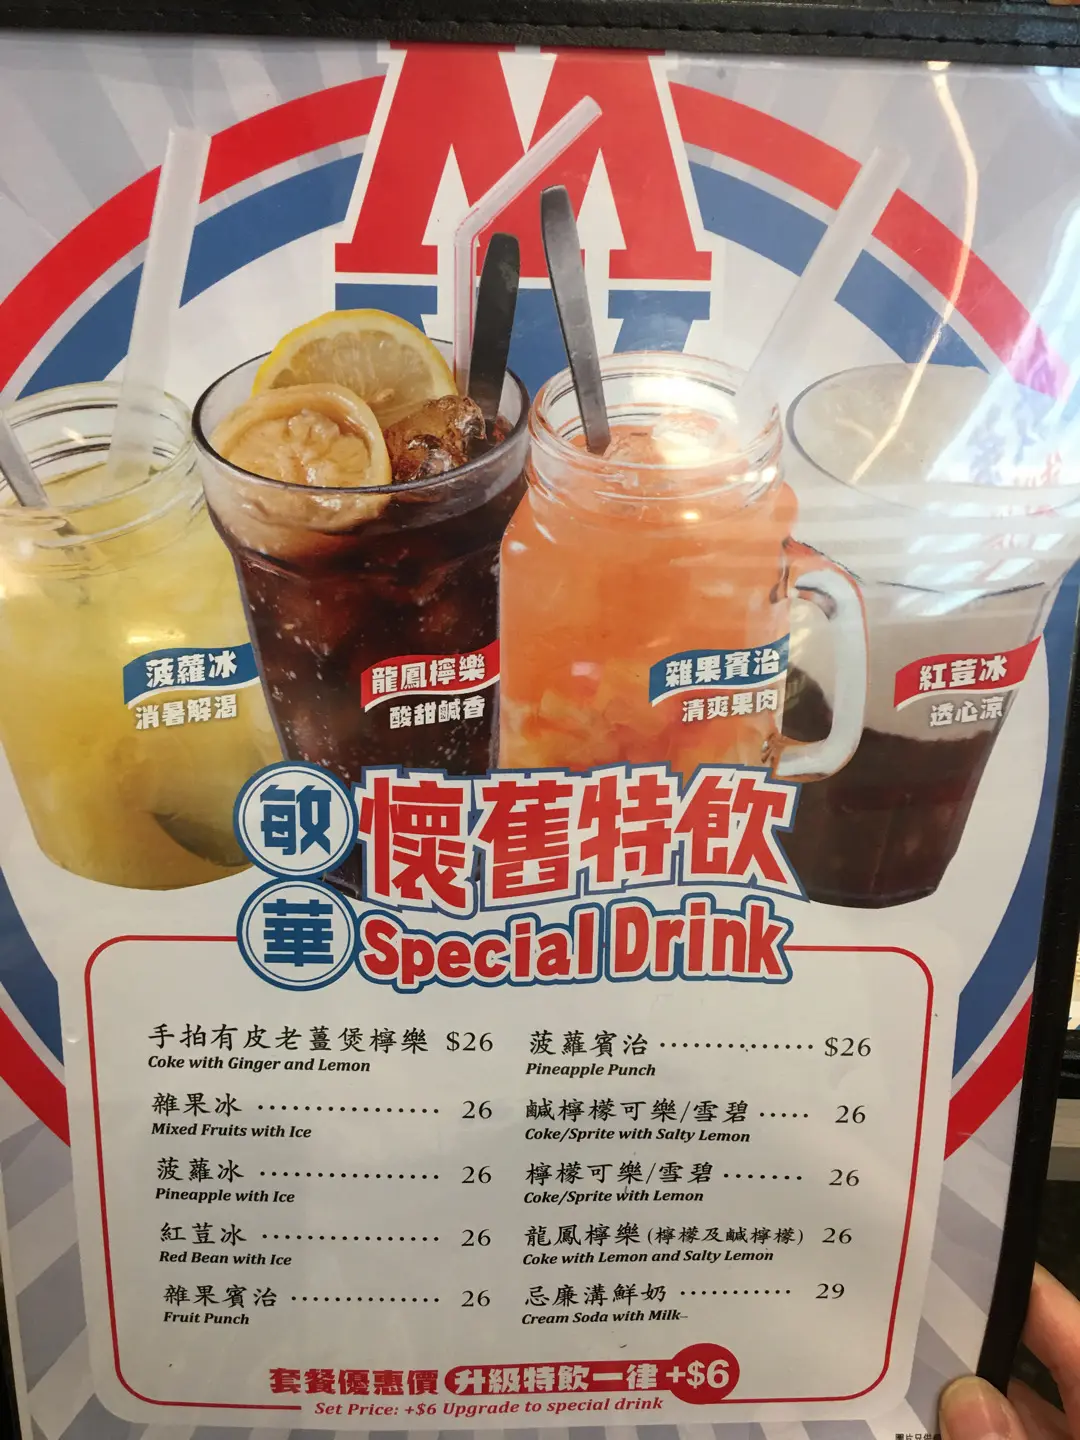 M
菠蘿冰
消暑解渴
龍鳳檸樂
酸甜鹹香
雜果賓治
清爽果肉
紅荳冰
透心涼
敏華
懷舊特飲
Special Drink
手拍有皮老薑煲檸樂 $26
Coke with Ginger and Lemon
雜果冰 ················ 26
Mixed Fruits with Ice
菠蘿冰 ················ 26
Pineapple with Ice
紅荳冰 ················ 26
Red Bean with Ice
雜果賓治 ············· 26
Fruit Punch
菠蘿賓治 ·············· $26
Pineapple Punch
鹹檸檬可樂/雪碧 ····· 26
Coke/Sprite with Salty Lemon
檸檬可樂/雪碧 ······· 26
Coke/Sprite with Lemon
龍鳳檸樂 (檸檬及鹹檸檬) 26
Coke with Lemon and Salty Lemon
忌廉溝鮮奶 ··········· 29
Cream Soda with Milk
套餐優惠價 升級特飲一律 +$6
Set Price: +$6 Upgrade to special drink